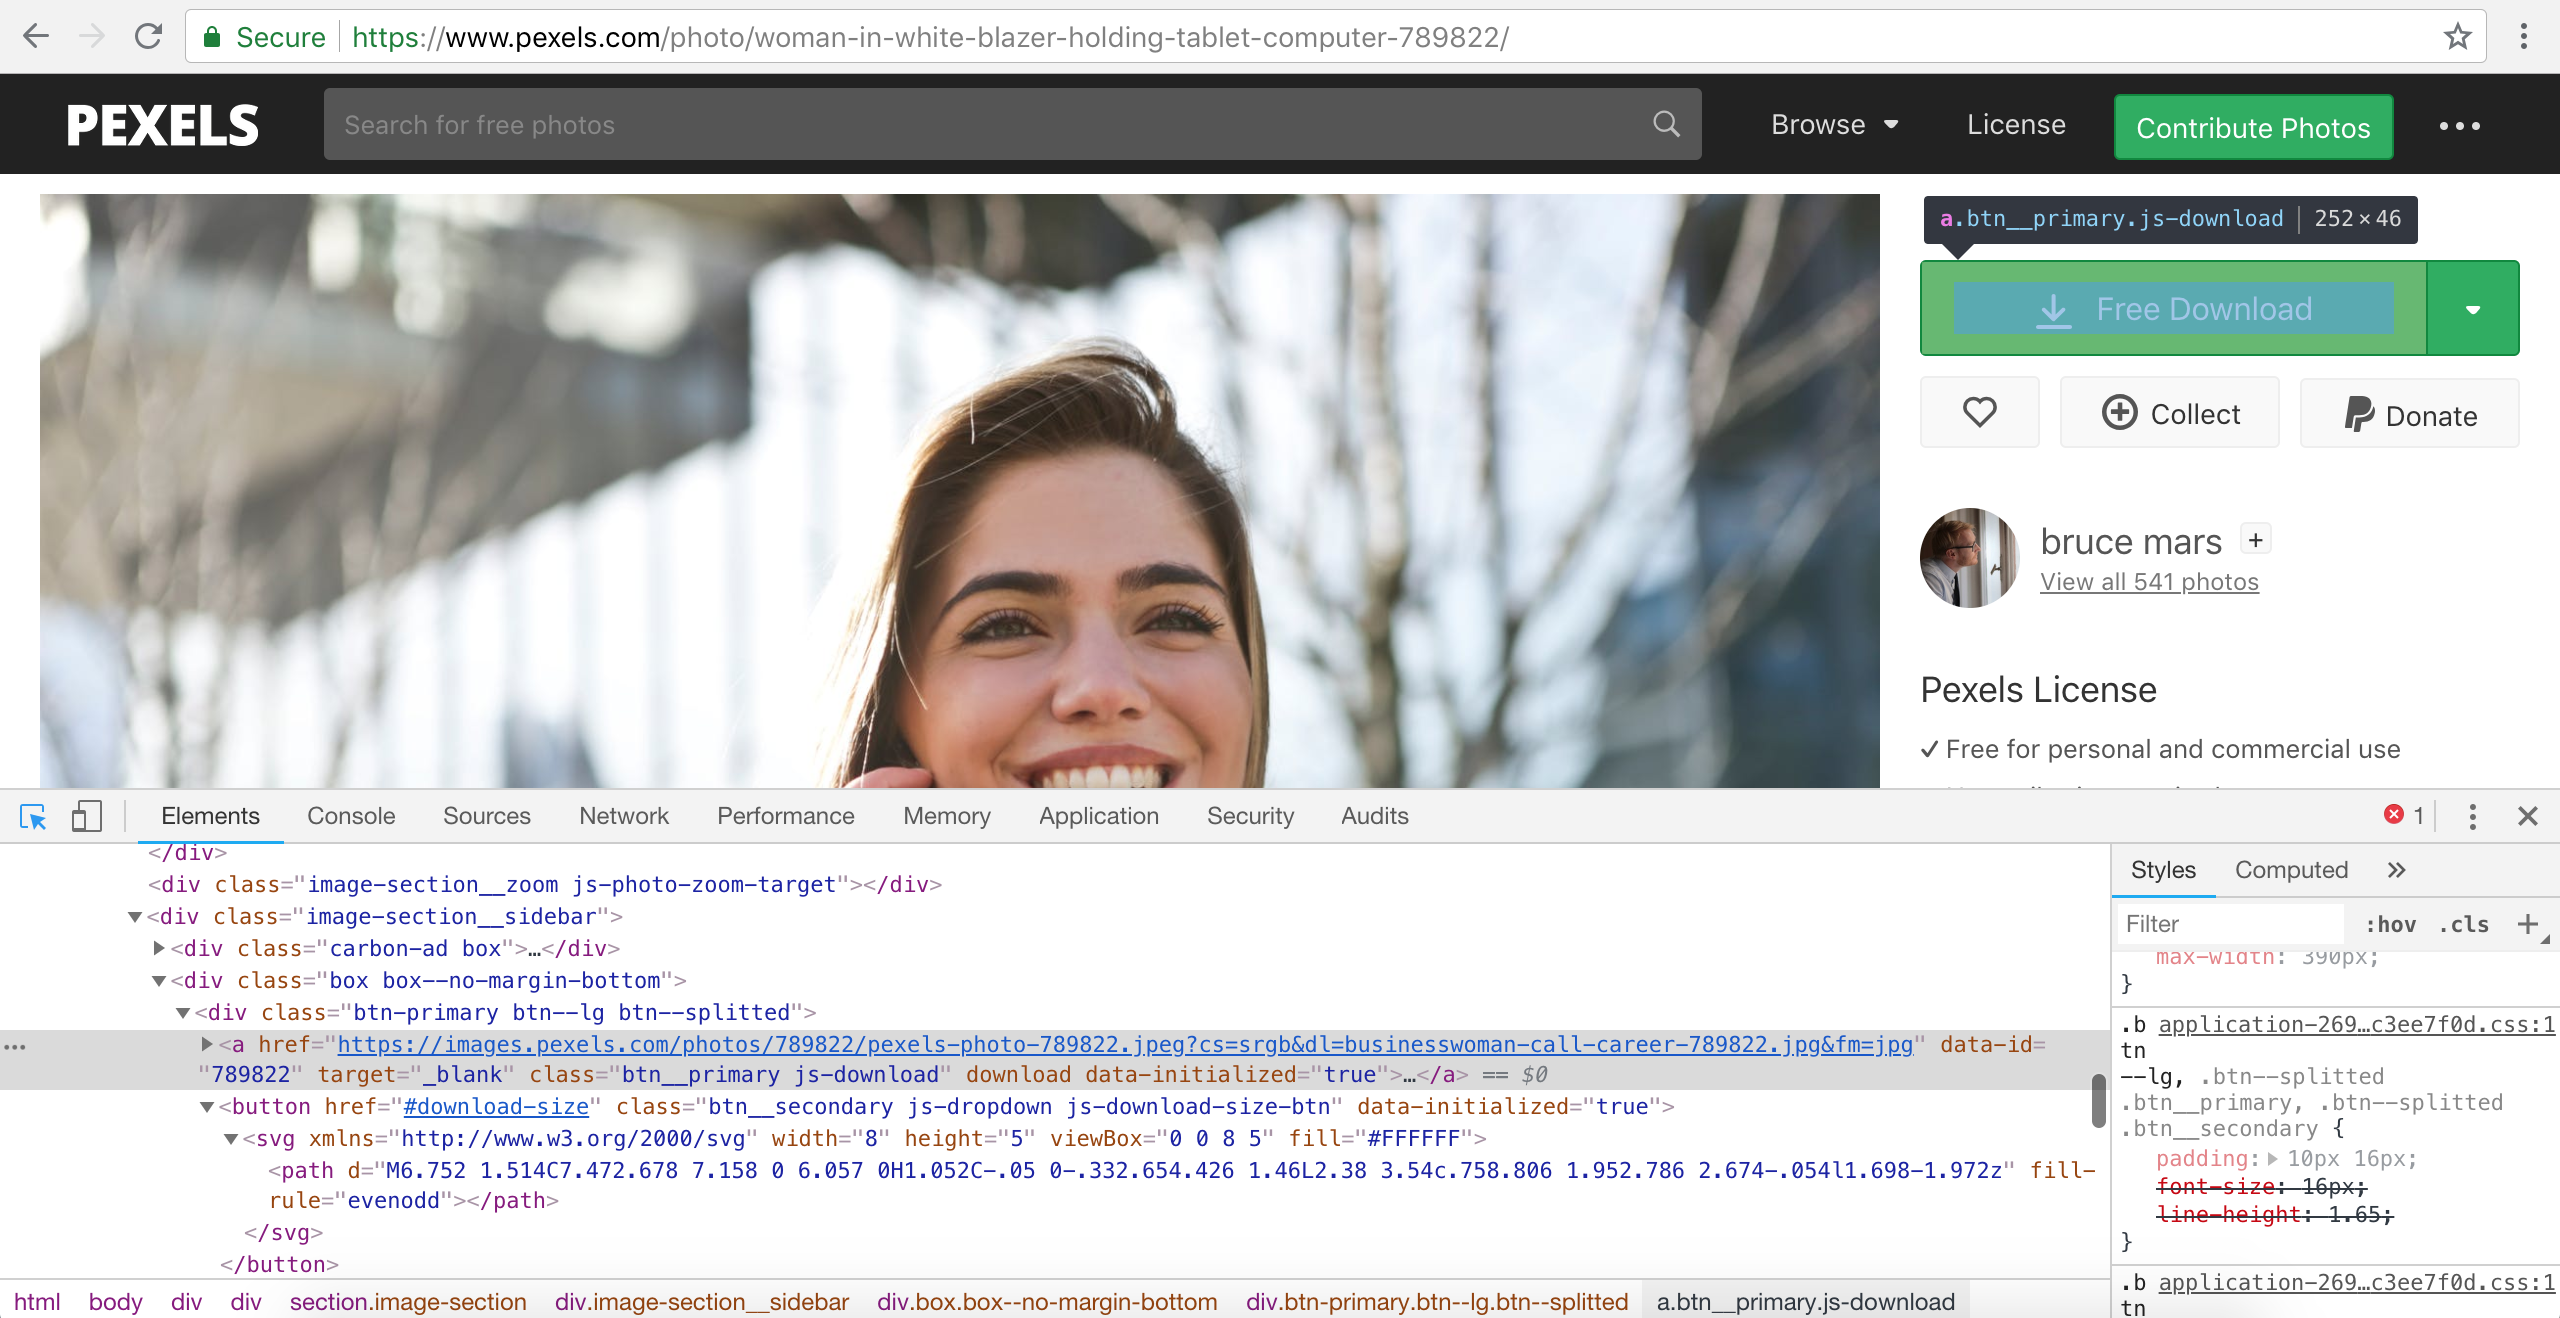 Secure https://www.pexels.com/photo/woman-in-white-blazer-holding-tablet-computer-789822/
PEXELS Search for free photos Browse License Contribute Photos
a.btn__primary.js-download 252×46
Free Download
Collect Donate
bruce mars +
View all 541 photos
Pexels License
✓ Free for personal and commercial use
Elements Console Sources Network Performance Memory Application Security Audits 1
</div>
<div class="image-section__zoom js-photo-zoom-target"></div>
<div class="image-section__sidebar">
<div class="carbon-ad box">…</div>
<div class="box box--no-margin-bottom">
<div class="btn-primary btn--lg btn--splitted">
<a href="https://images.pexels.com/photos/789822/pexels-photo-789822.jpeg?cs=srgb&dl=businesswoman-call-career-789822.jpg&fm=jpg" data-id=
"789822" target="_blank" class="btn__primary js-download" download data-initialized="true">…</a> == $0
<button href="#download-size" class="btn__secondary js-dropdown js-download-size-btn" data-initialized="true">
<svg xmlns="http://www.w3.org/2000/svg" width="8" height="5" viewBox="0 0 8 5" fill="#FFFFFF">
<path d="M6.752 1.514C7.472.678 7.158 0 6.057 0H1.052C-.05 0-.332.654.426 1.46L2.38 3.54c.758.806 1.952.786 2.674-.054l1.698-1.972z" fill-
rule="evenodd"></path>
</svg>
</button>
html body div div section.image-section div.image-section__sidebar div.box.box--no-margin-bottom div.btn-primary.btn--lg.btn--splitted a.btn__primary.js-download
Styles Computed »
Filter :hov .cls +
max-width: 390px;
}
.b application-269…c3ee7f0d.css:1
tn
--lg, .btn--splitted
.btn__primary, .btn--splitted
.btn__secondary {
padding: 10px 16px;
font-size: 16px;
line-height: 1.65;
}
.b application-269…c3ee7f0d.css:1
tn